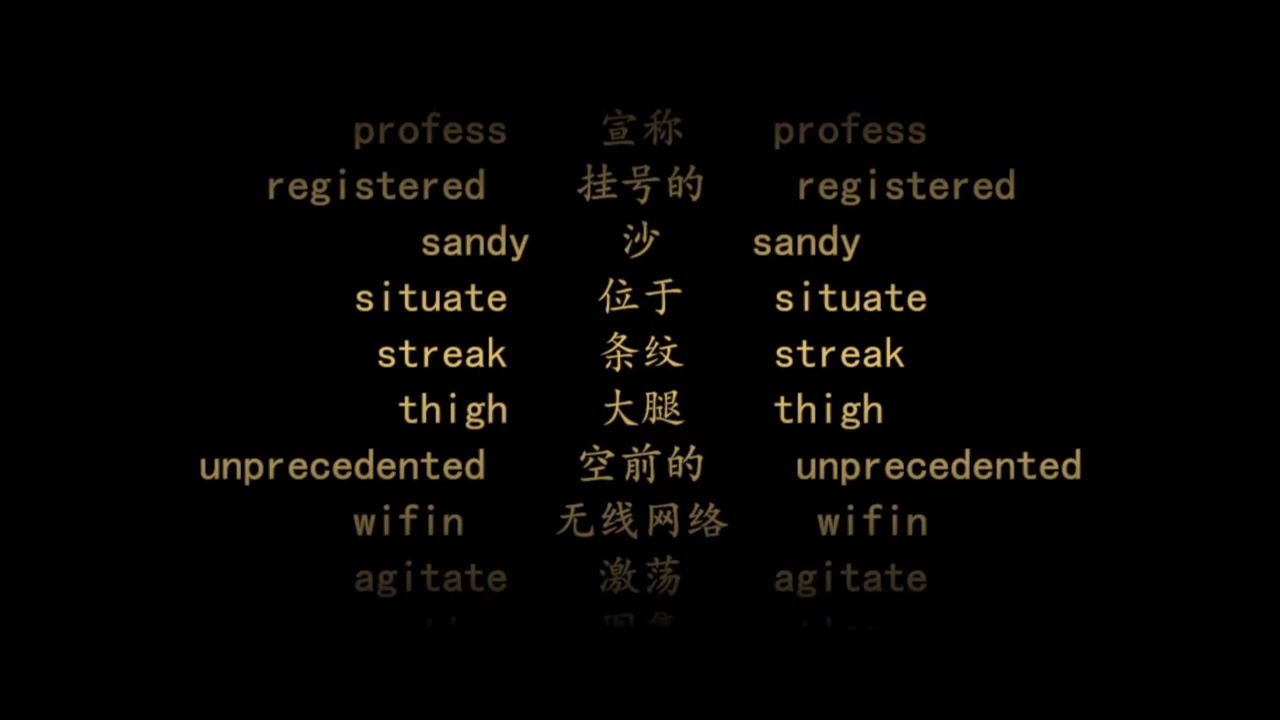 profess 宣称 profess
registered 挂号的 registered
sandy 沙 sandy
situate 位于 situate
streak 条纹 streak
thigh 大腿 thigh
unprecedented 空前的 unprecedented
wifin 无线网络 wifin
agitate 激荡 agitate